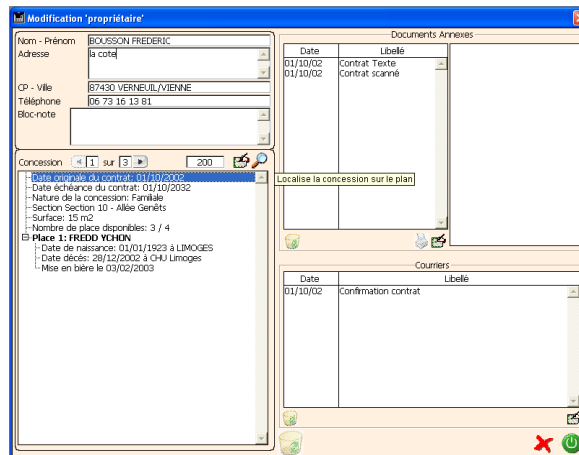 Modification 'propriétaire'
Nom - Prénom BOUSSON FREDERIC
Adresse la cote
CP - Ville 87430 VERNEUIL/VIENNE
Téléphone 06 73 16 13 81
Bloc-note
Concession 1 sur 3 200
Date originale du contrat: 01/10/2002
Date échéance du contrat: 01/10/2032
Nature de la concession: Familiale
Section Section 10 - Allée Genêts
Surface: 15 m2
Nombre de place disponibles: 3 / 4
Place 1: FREDD YCHON
Date de naissance: 01/01/1923 à LIMOGES
Date décés: 28/12/2002 à CHU Limoges
Mise en bière le 03/02/2003
Documents Annexes
Date Libellé
01/10/02 Contrat Texte
01/10/02 Contrat scanné
Localise la concession sur le plan
Courriers
Date Libellé
01/10/02 Confirmation contrat